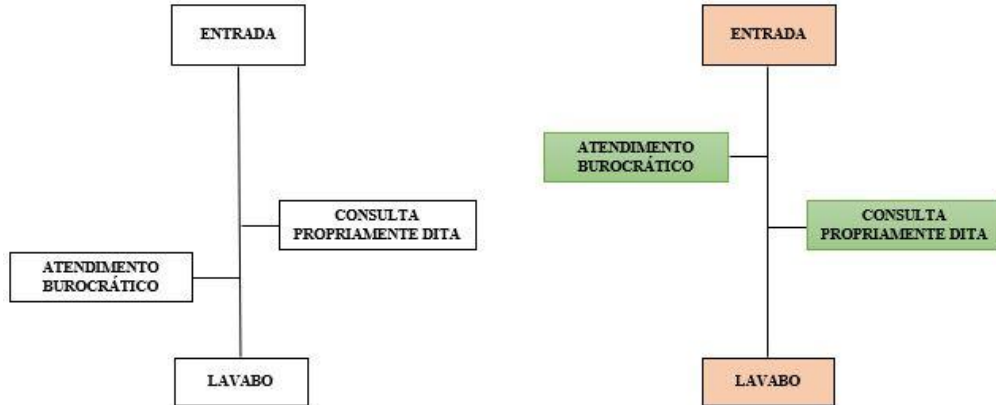 ENTRADA
CONSULTA
PROPRIAMENTE DITA
ATENDIMENTO
BUROCRÁTICO
LAVABO
ENTRADA
ATENDIMENTO
BUROCRÁTICO
CONSULTA
PROPRIAMENTE DITA
LAVABO